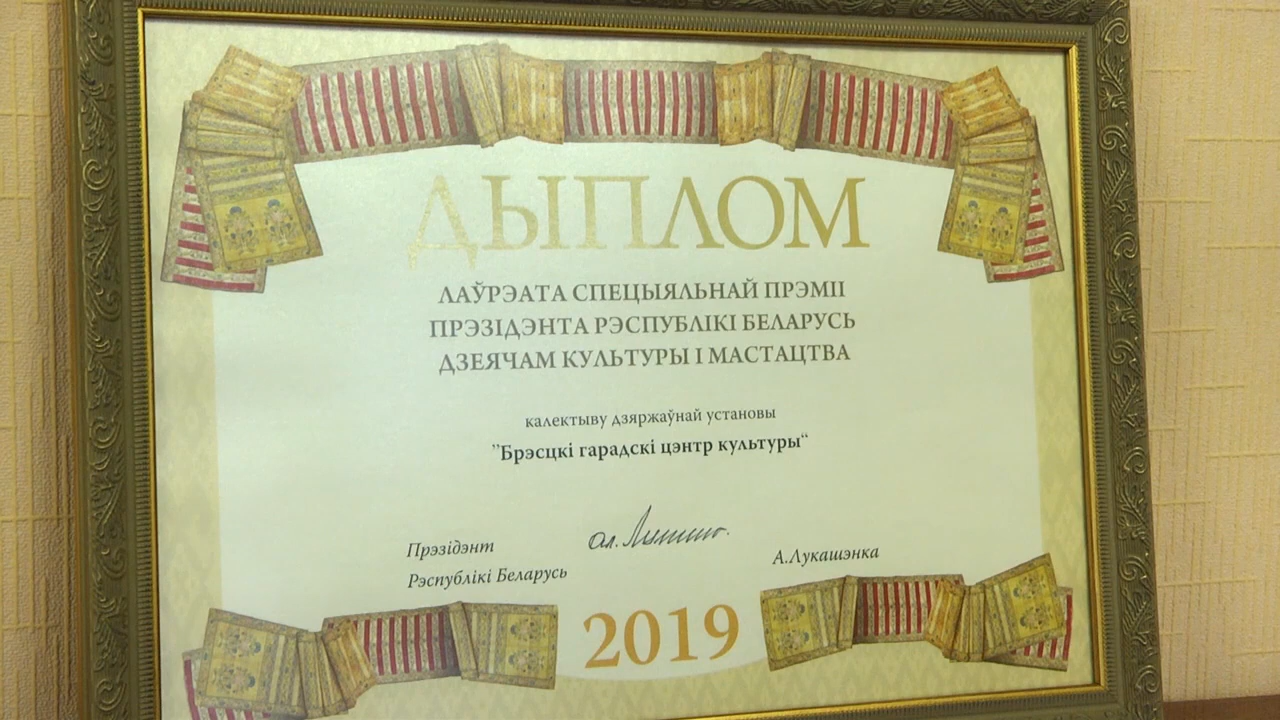 ДЫПЛОМ
ЛАЎРЭАТА СПЕЦЫЯЛЬНАЙ ПРЭМІІ
ПРЭЗІДЭНТА РЭСПУБЛІКІ БЕЛАРУСЬ
ДЗЕЯЧАМ КУЛЬТУРЫ І МАСТАЦТВА
калектыву дзяржаўнай установы
”Брэсцкі гарадскі цэнтр культуры“
Прэзідэнт
Рэспублікі Беларусь
А.Лукашэнка
2019